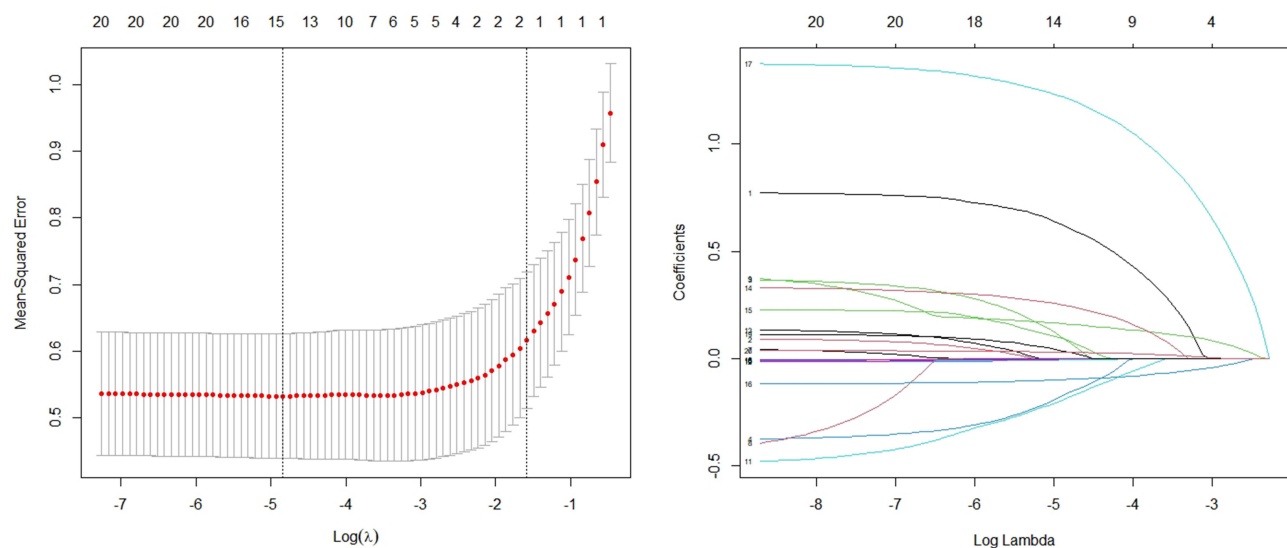 20 20 20 20 16 15 13 10 7 6 5 5 4 2 2 2 1 1 1 1
Mean-Squared Error
1.0
0.9
0.8
0.7
0.6
0.5
-7 -6 -5 -4 -3 -2 -1
Log(λ)
20 20 18 14 9 4
Coefficients
1.0
0.5
0.0
-0.5
17
1
14
15
16
11
-8 -7 -6 -5 -4 -3
Log Lambda